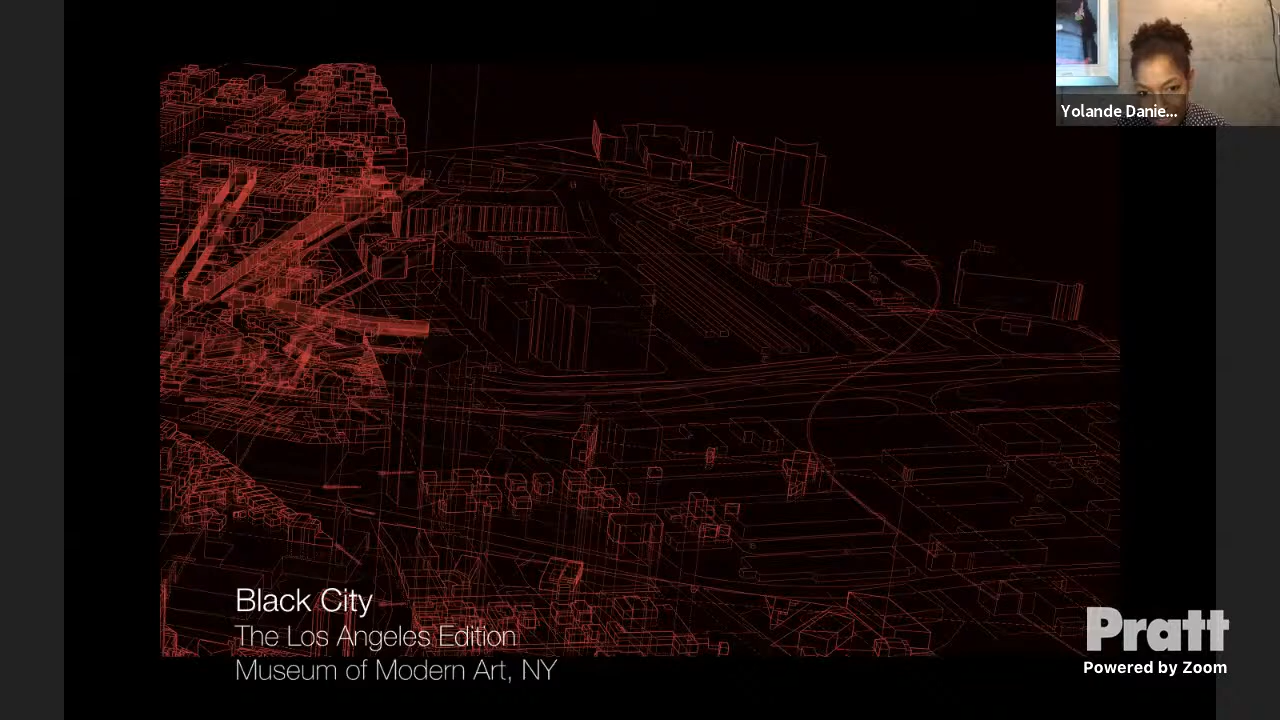 Yolande Danie...
Black City
The Los Angeles Edition
Museum of Modern Art, NY
Pratt
Powered by Zoom